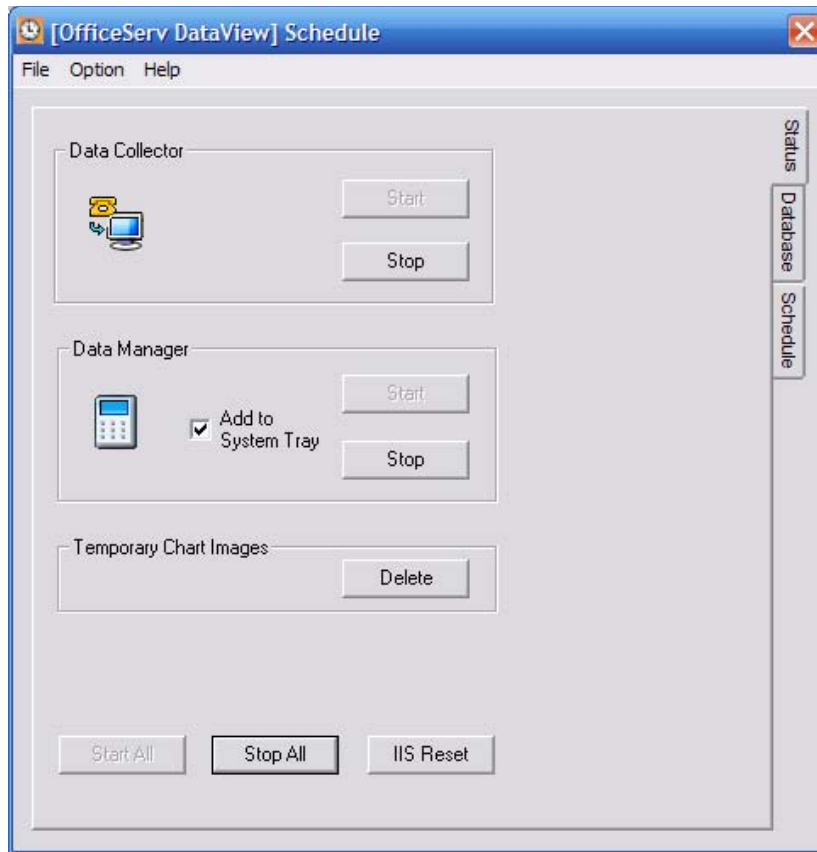 [OfficeServ DataView] Schedule
File Option Help
Status
Database
Schedule
Data Collector
Start
Stop
Data Manager
Add to
System Tray
Start
Stop
Temporary Chart Images
Delete
Start All Stop All IIS Reset